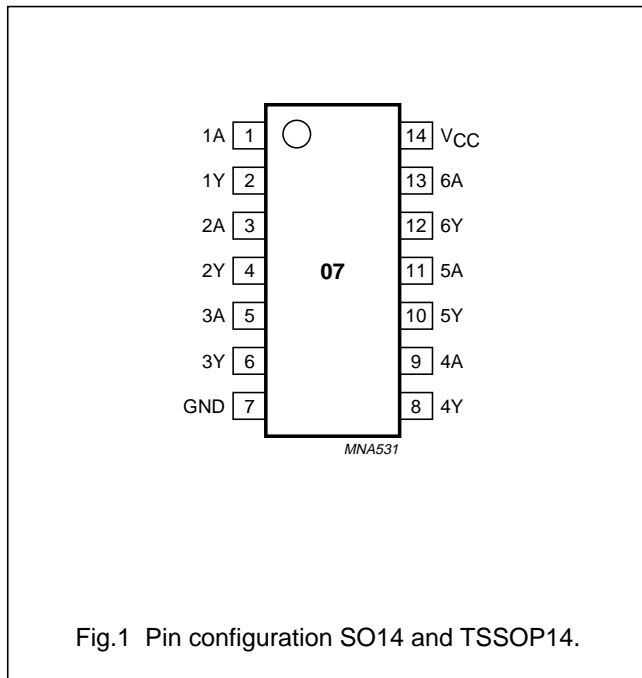 1A 1 14 VCC
1Y 2 13 6A
2A 3 12 6Y
2Y 4 07 11 5A
3A 5 10 5Y
3Y 6 9 4A
GND 7 8 4Y
MNA531
Fig.1 Pin configuration SO14 and TSSOP14.